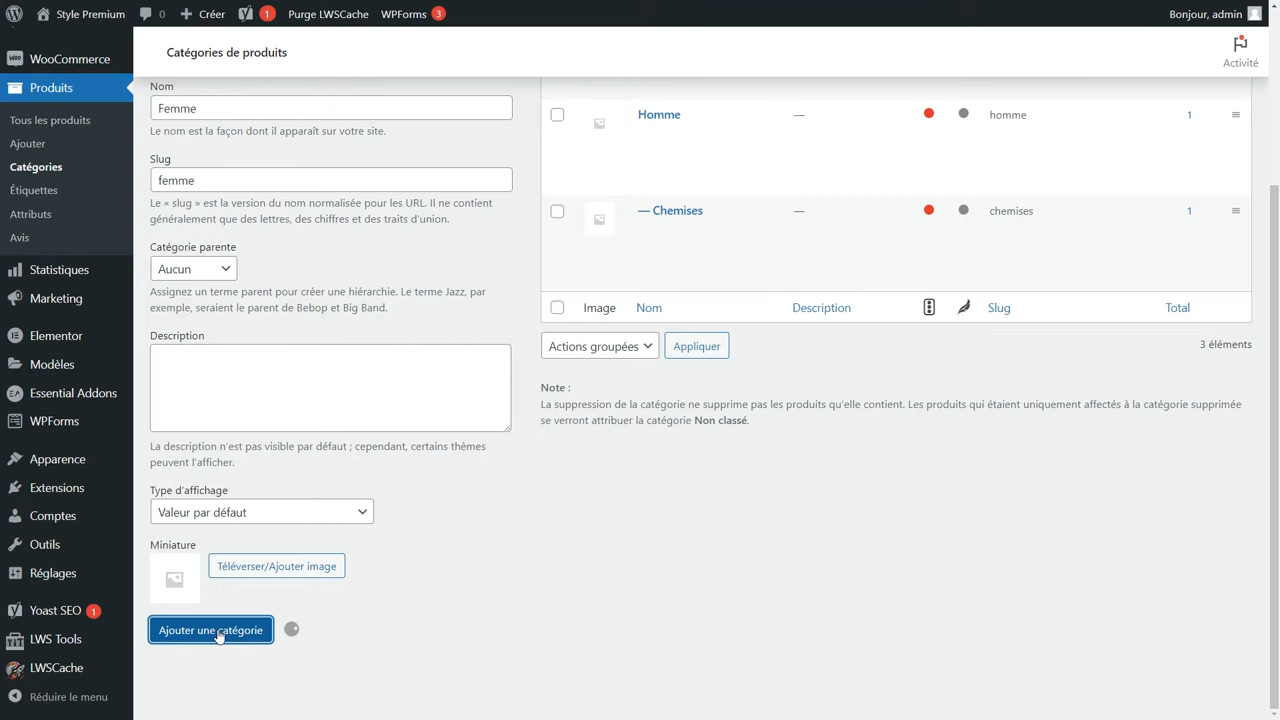 Style Premium
0
Créer
1
Purge LWSCache
WPForms 3
Bonjour, admin
WooCommerce
Produits
Tous les produits
Ajouter
Catégories
Étiquettes
Attributs
Avis
Statistiques
Marketing
Elementor
Modèles
Essential Addons
WPForms
Apparence
Extensions
Comptes
Outils
Réglages
Yoast SEO 1
LWS Tools
LWSCache
Réduire le menu
Catégories de produits
Activité
Nom
Femme
Le nom est la façon dont il apparaît sur votre site.
Slug
femme
Le « slug » est la version du nom normalisée pour les URL. Il ne contient
généralement que des lettres, des chiffres et des traits d'union.
Catégorie parente
Aucun
Assignez un terme parent pour créer une hiérarchie. Le terme Jazz, par
exemple, seraient le parent de Bebop et Big Band.
Description
La description n'est pas visible par défaut ; cependant, certains thèmes
peuvent l'afficher.
Type d'affichage
Valeur par défaut
Miniature
Téléverser/Ajouter image
Ajouter une catégorie
Homme — homme 1
— Chemises — chemises 1
Image Nom Description Slug Total
Actions groupées Appliquer 3 éléments
Note :
La suppression de la catégorie ne supprime pas les produits qu'elle contient. Les produits qui étaient uniquement affectés à la catégorie supprimée
se verront attribuer la catégorie Non classé.